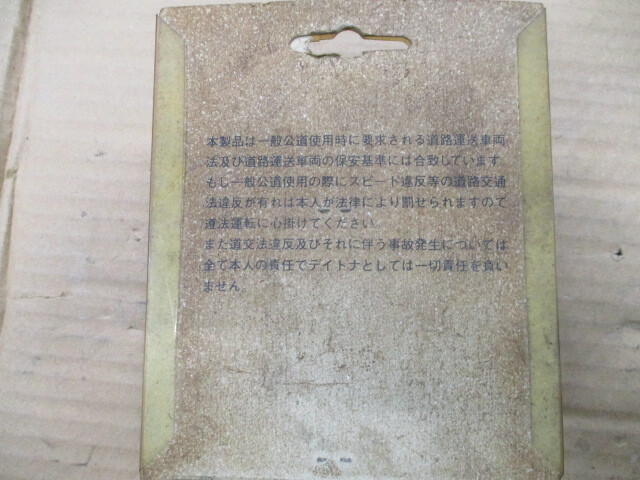 本製品は一般公道使用時に要求される道路運送車両
法及び道路運送車両の保安基準には合致しています
もし一般公道使用の際にスピード違反等の道路交通
法違反が有れば本人が法律により罰せられますので
遵法運転に心掛けてください
また道交法違反及びそれに伴う事故発生については
全て本人の責任でデイトナとしては一切責任を負い
ません